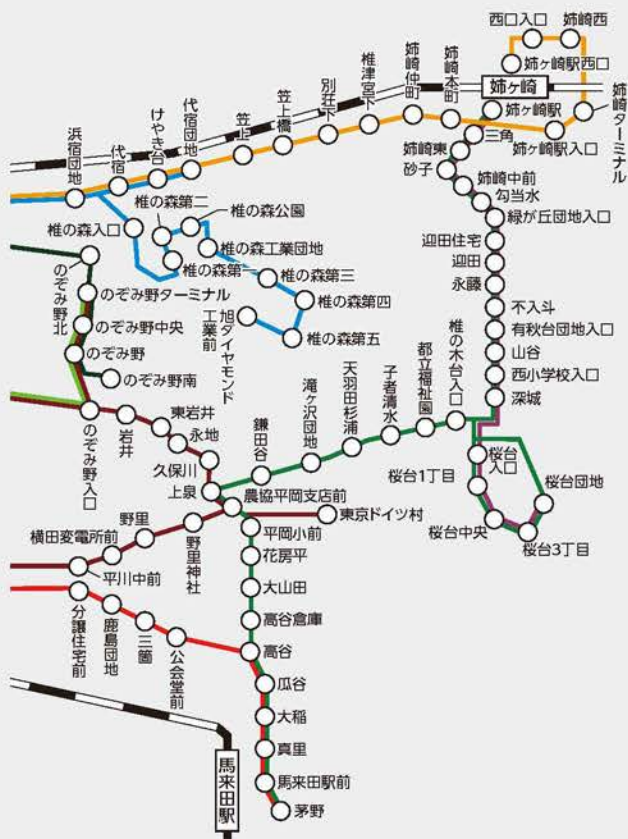 西口入口
姉崎西
姉ヶ崎駅西口
姉ヶ崎
姉ヶ崎駅
姉崎ターミナル
姉ヶ崎駅入口
三角
姉崎本町
姉崎仲町
椎津宮下
別荘下
笠上橋
笠上
代宿団地
けやき台
代宿
浜宿団地
姉崎東
砂子
姉崎中前
勾当水
緑が丘団地入口
迎田住宅
迎田
永藤
不入斗
有秋台団地入口
山谷
西小学校入口
深城
椎の森入口
椎の森第二
椎の森公園
椎の森工業団地
椎の森第一
椎の森第三
椎の森第四
椎の森第五
旭ダイヤモンド
工業前
のぞみ野北
のぞみ野ターミナル
のぞみ野中央
のぞみ野
のぞみ野南
のぞみ野入口
岩井
東岩井
永地
久保川
上泉
鎌田谷
滝ヶ沢団地
天羽田杉浦
子者清水
都立福祉園
椎の木台入口
桜台
入口
桜台1丁目
桜台中央
桜台3丁目
桜台団地
農協平岡支店前
東京ドイツ村
野里神社
野里
横田変電所前
平川中前
平岡小前
花房平
大山田
高谷倉庫
高谷
分譲住宅前
鹿島団地
三箇
公会堂前
瓜谷
大稲
真里
馬来田駅前
茅野
馬来田駅